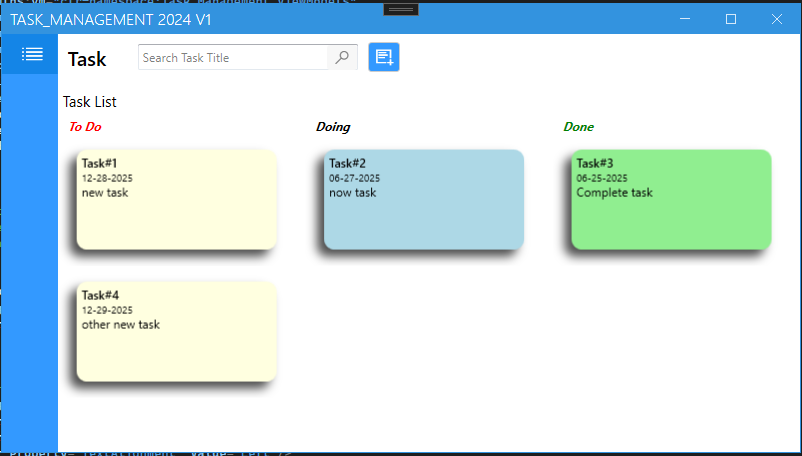 TASK_MANAGEMENT 2024 V1
Task
Search Task Title
Task List
To Do
Doing
Done
Task#1
12-28-2025
new task
Task#2
06-27-2025
now task
Task#3
06-25-2025
Complete task
Task#4
12-29-2025
other new task